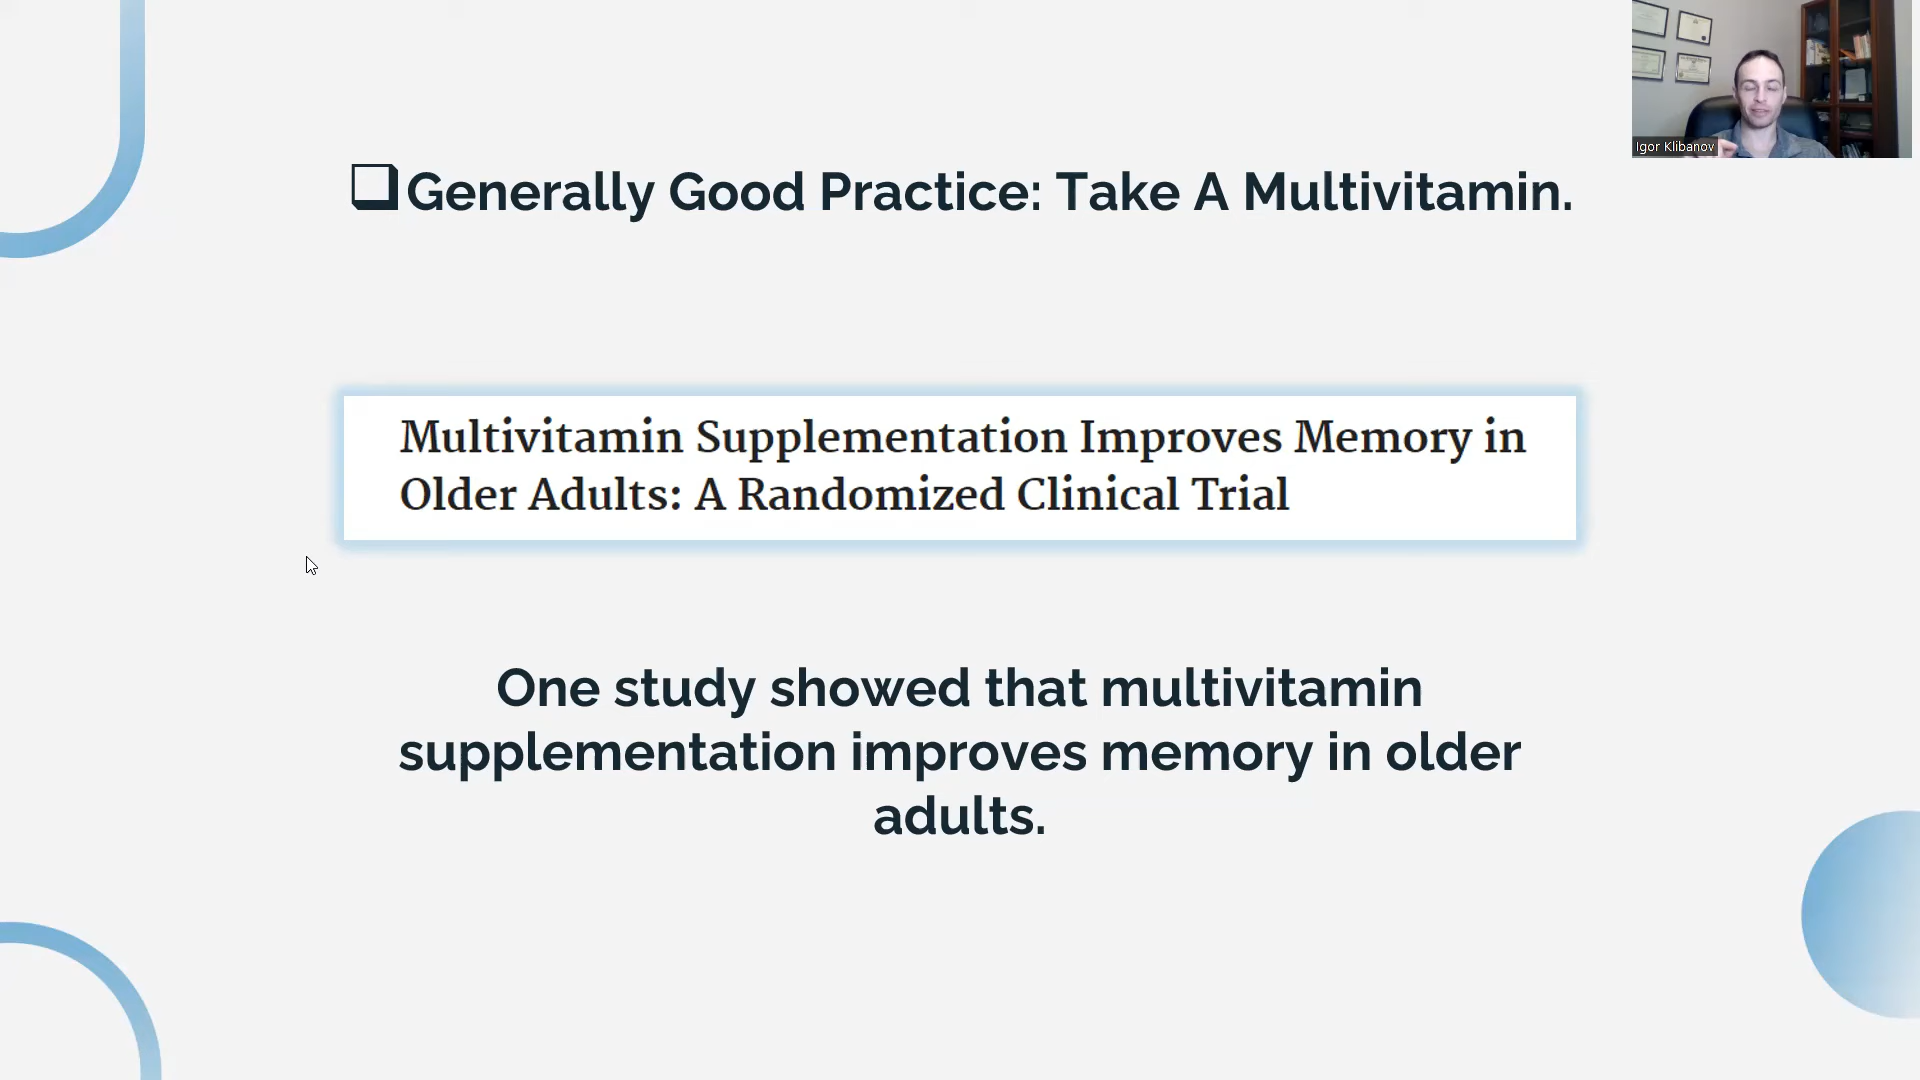 Igor Klibanov
❑Generally Good Practice: Take A Multivitamin.
Multivitamin Supplementation Improves Memory in
Older Adults: A Randomized Clinical Trial
One study showed that multivitamin
supplementation improves memory in older
adults.